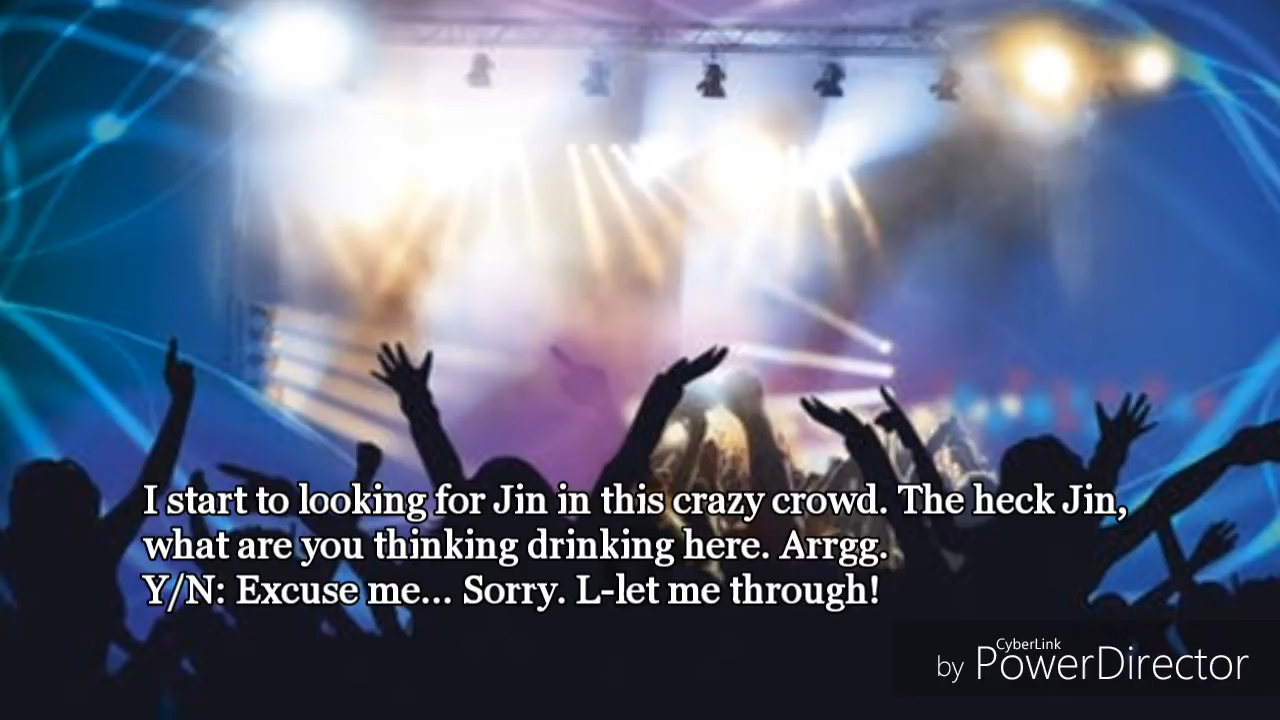 I start to looking for Jin in this crazy crowd. The heck Jin,
what are you thinking drinking here. Arrgg.
Y/N: Excuse me... Sorry. L-let me through!
CyberLink
by PowerDirector